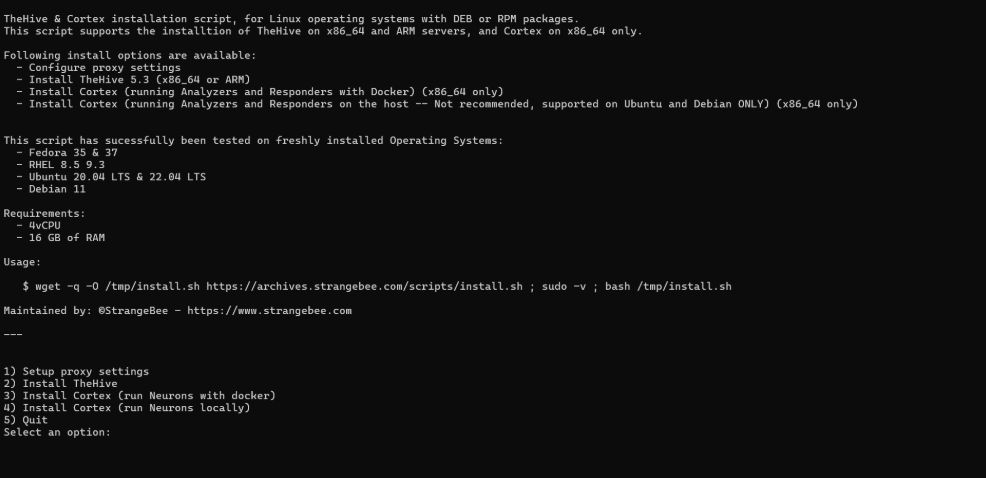 TheHive & Cortex installation script, for Linux operating systems with DEB or RPM packages.
This script supports the installtion of TheHive on x86_64 and ARM servers, and Cortex on x86_64 only.
Following install options are available:
- Configure proxy settings
- Install TheHive 5.3 (x86_64 or ARM)
- Install Cortex (running Analyzers and Responders with Docker) (x86_64 only)
- Install Cortex (running Analyzers and Responders on the host -- Not recommended, supported on Ubuntu and Debian ONLY) (x86_64 only)
This script has sucessfully been tested on freshly installed Operating Systems:
- Fedora 35 & 37
- RHEL 8.5 9.3
- Ubuntu 20.04 LTS & 22.04 LTS
- Debian 11
Requirements:
- 4vCPU
- 16 GB of RAM
Usage:
$ wget -q -O /tmp/install.sh https://archives.strangebee.com/scripts/install.sh ; sudo -v ; bash /tmp/install.sh
Maintained by: ©StrangeBee - https://www.strangebee.com
---
1) Setup proxy settings
2) Install TheHive
3) Install Cortex (run Neurons with docker)
4) Install Cortex (run Neurons locally)
5) Quit
Select an option: